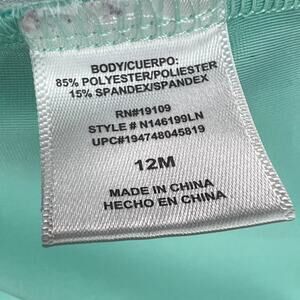 BODY/CUERPO:
85% POLYESTER/POLIESTER
15% SPANDEX/SPANDEX
RN#19109
STYLE # N146199LN
UPC#194748045819
12M
MADE IN CHINA
HECHO EN CHINA